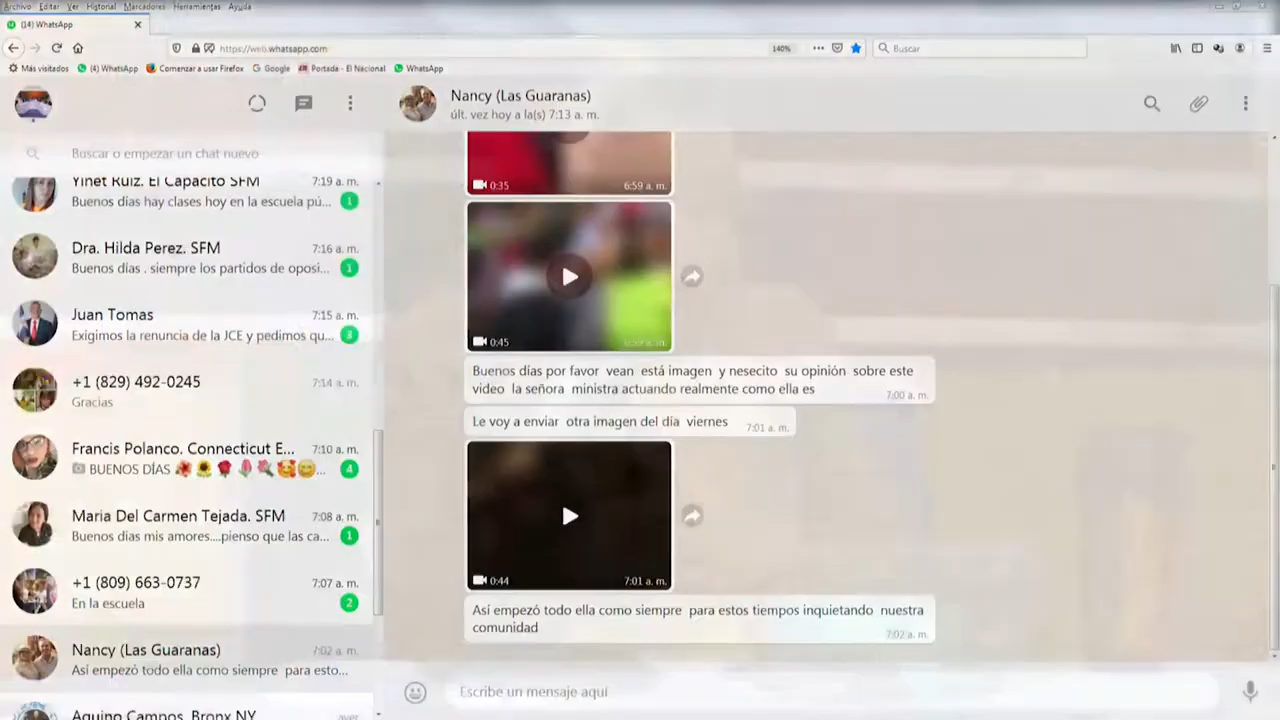 Archivo Editar Ver Historial Marcadores Herramientas Ayuda
(14) WhatsApp
https://web.whatsapp.com
140%
Buscar
Más visitados
(4) WhatsApp
Comenzar a usar Firefox
Google
Portada - El Nacional
WhatsApp
Buscar o empezar un chat nuevo
Yinet Ruiz. El Capacito SFM 7:19 a. m.
Buenos días hay clases hoy en la escuela pú... 1
Dra. Hilda Perez. SFM 7:16 a. m.
Buenos días . siempre los partidos de oposi... 1
Juan Tomas 7:15 a. m.
Exigimos la renuncia de la JCE y pedimos qu... 3
+1 (829) 492-0245 7:14 a. m.
Gracias
Francis Polanco. Connecticut E... 7:10 a. m.
BUENOS DÍAS 🌺🌻🌹🌷🌷🥰😊... 4
Maria Del Carmen Tejada. SFM 7:08 a. m.
Buenos días mis amores....pienso que las ca... 1
+1 (809) 663-0737 7:07 a. m.
En la escuela 2
Nancy (Las Guaranas) 7:02 a. m.
Así empezó todo ella como siempre para esto...
Aquino Campos. Bronx NY ayer
Nancy (Las Guaranas)
últ. vez hoy a la(s) 7:13 a. m.
0:35 6:59 a. m.
0:45
Buenos días por favor vean está imagen y nesecito su opinión sobre este
video la señora ministra actuando realmente como ella es
7:00 a. m.
Le voy a enviar otra imagen del día viernes 7:01 a. m.
0:44 7:01 a. m.
Así empezó todo ella como siempre para estos tiempos inquietando nuestra
comunidad
7:02 a. m.
Escribe un mensaje aquí